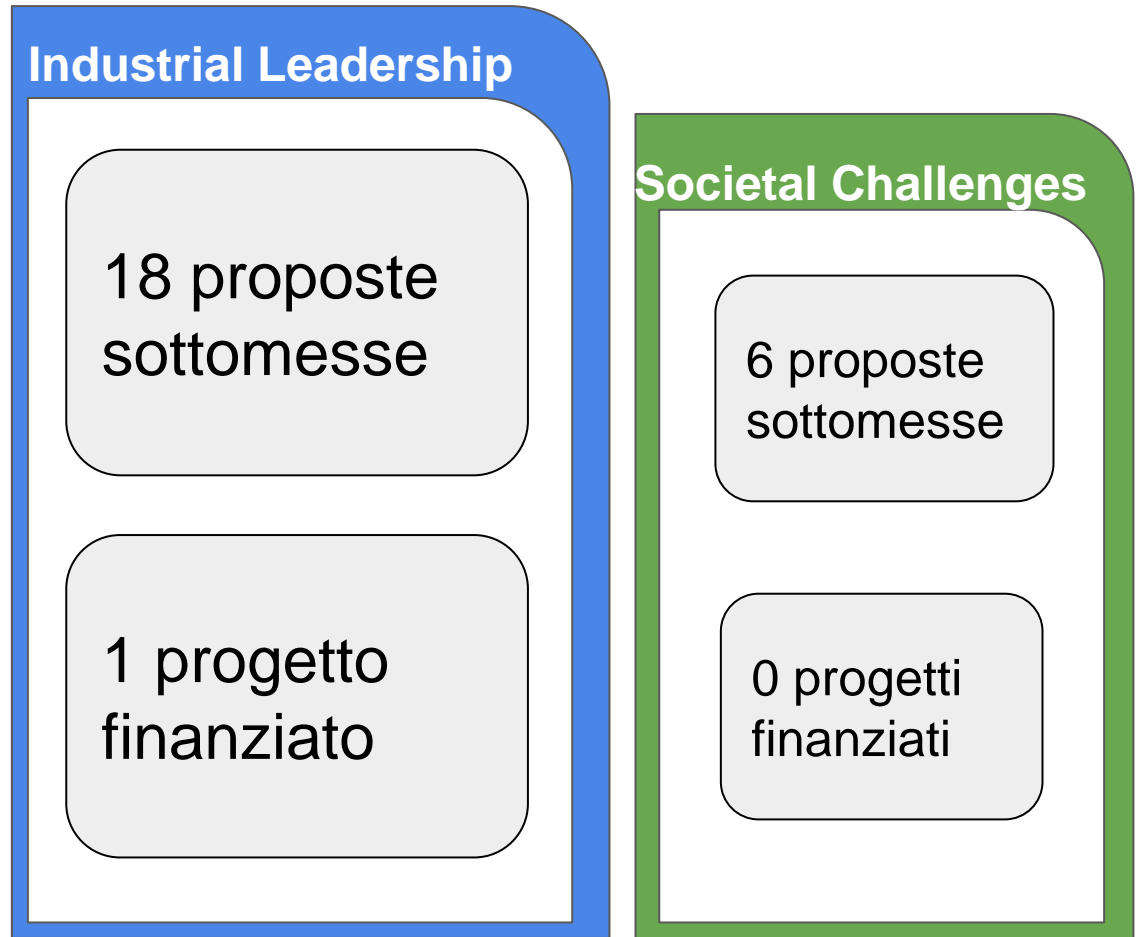 Industrial Leadership
18 proposte
sottomesse
1 progetto
finanziato
Societal Challenges
6 proposte
sottomesse
0 progetti
finanziati